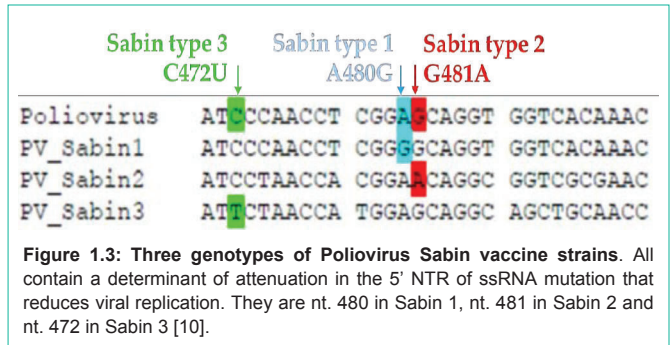 Sabin type 3 Sabin type 1 Sabin type 2
C472U A480G G481A
Poliovirus ATCCCAACCT CGGAGCAGGT GGTCACAAAC
PV_Sabin1 ATCCCAACCT CGGGGCAGGT GGTCACAAAC
PV_Sabin2 ATCCTAACCA CGGAACAGGC GGTCGCGAAC
PV_Sabin3 ATTCTAACCA TGGAGCAGGC AGCTGCAACC
Figure 1.3: Three genotypes of Poliovirus Sabin vaccine strains. All
contain a determinant of attenuation in the 5' NTR of ssRNA mutation that
reduces viral replication. They are nt. 480 in Sabin 1, nt. 481 in Sabin 2 and
nt. 472 in Sabin 3 [10].